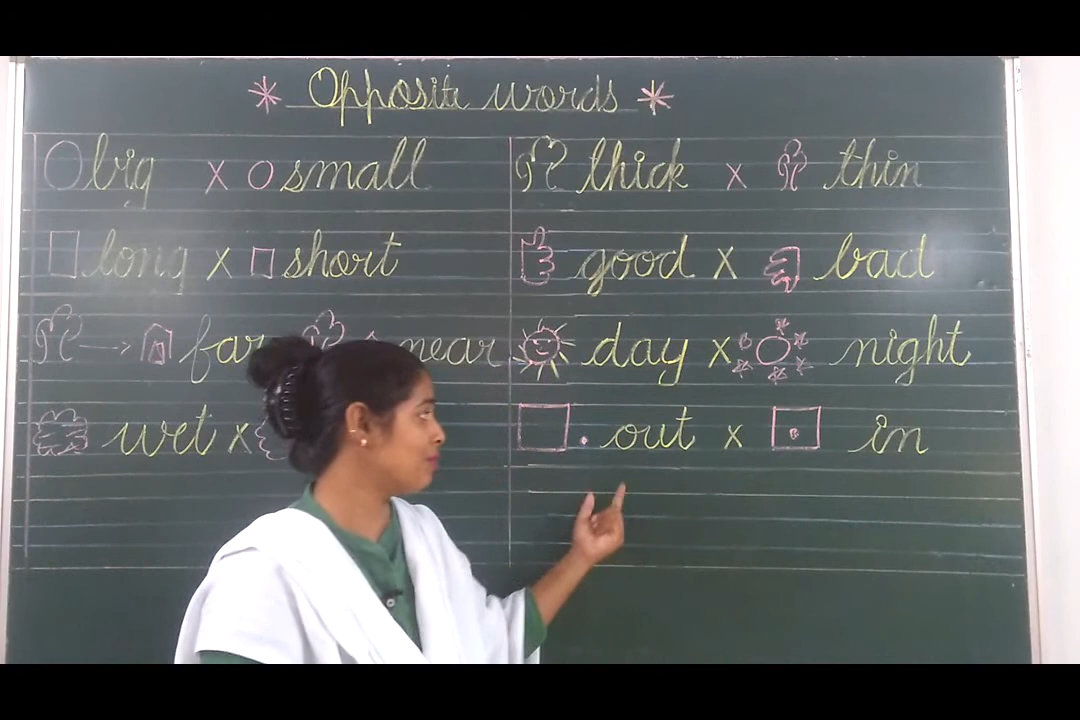 * Opposite words *
big x small
long x short
far near
wet x
thick x thin
good x bad
day x night
out x in